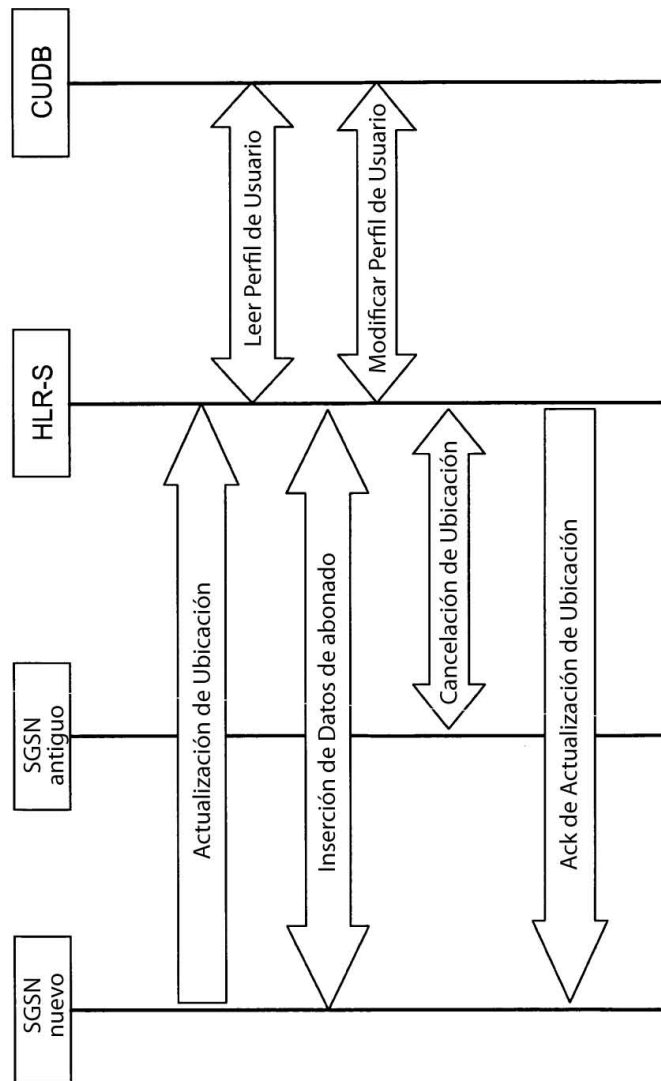 SGSN
nuevo
SGSN
antiguo
HLR-S
CUDB
Actualización de Ubicación
Leer Perfil de Usuario
Inserción de Datos de abonado
Modificar Perfil de Usuario
Cancelación de Ubicación
Ack de Actualización de Ubicación